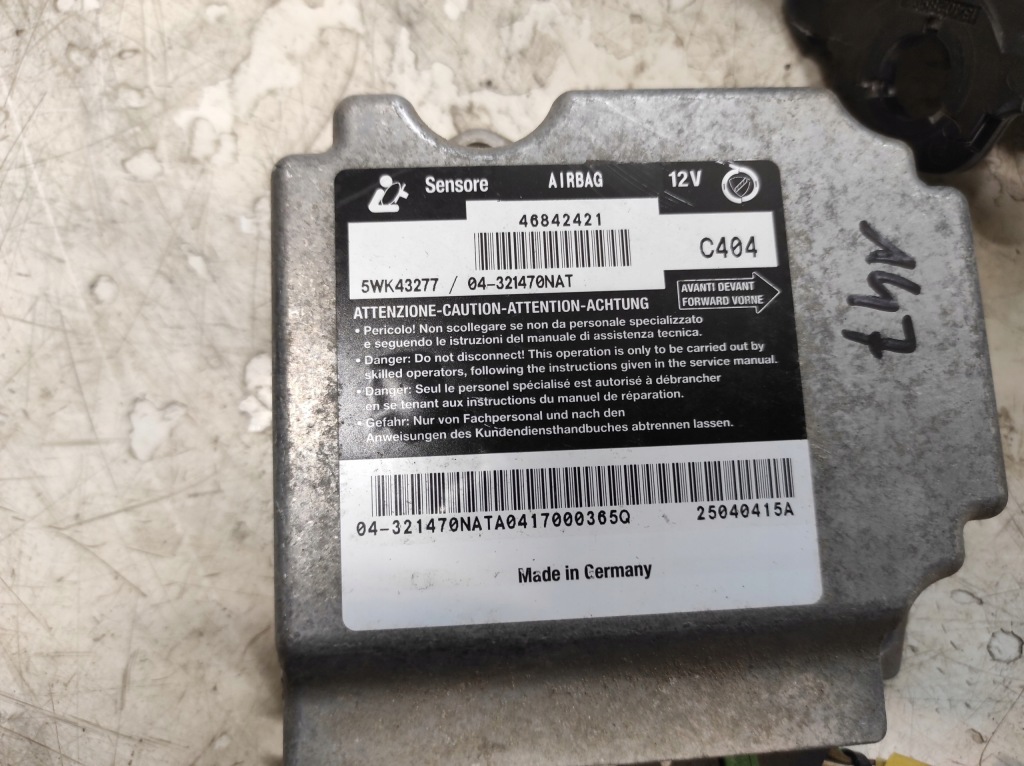 Sensore AIRBAG 12V
46842421
C404
5WK43277 / 04-321470NAT
AVANTI DEVANT
FORWARD VORNE
ATTENZIONE-CAUTION-ATTENTION-ACHTUNG
• Pericolo! Non scollegare se non da personale specializzato
e seguendo le istruzioni del manuale di assistenza tecnica.
• Danger: Do not disconnect! This operation is only to be carried out by
skilled operators, following the instructions given in the service manual.
• Danger: Seul le personel spécialisé est autorisé à débrancher
en se tenant aux instructions du manuel de réparation.
• Gefahr: Nur von Fachpersonal und nach den
Anweisungen des Kundendiensthandbuches abtrennen lassen.
04-321470NATA0417000365Q 25040415A
Made in Germany